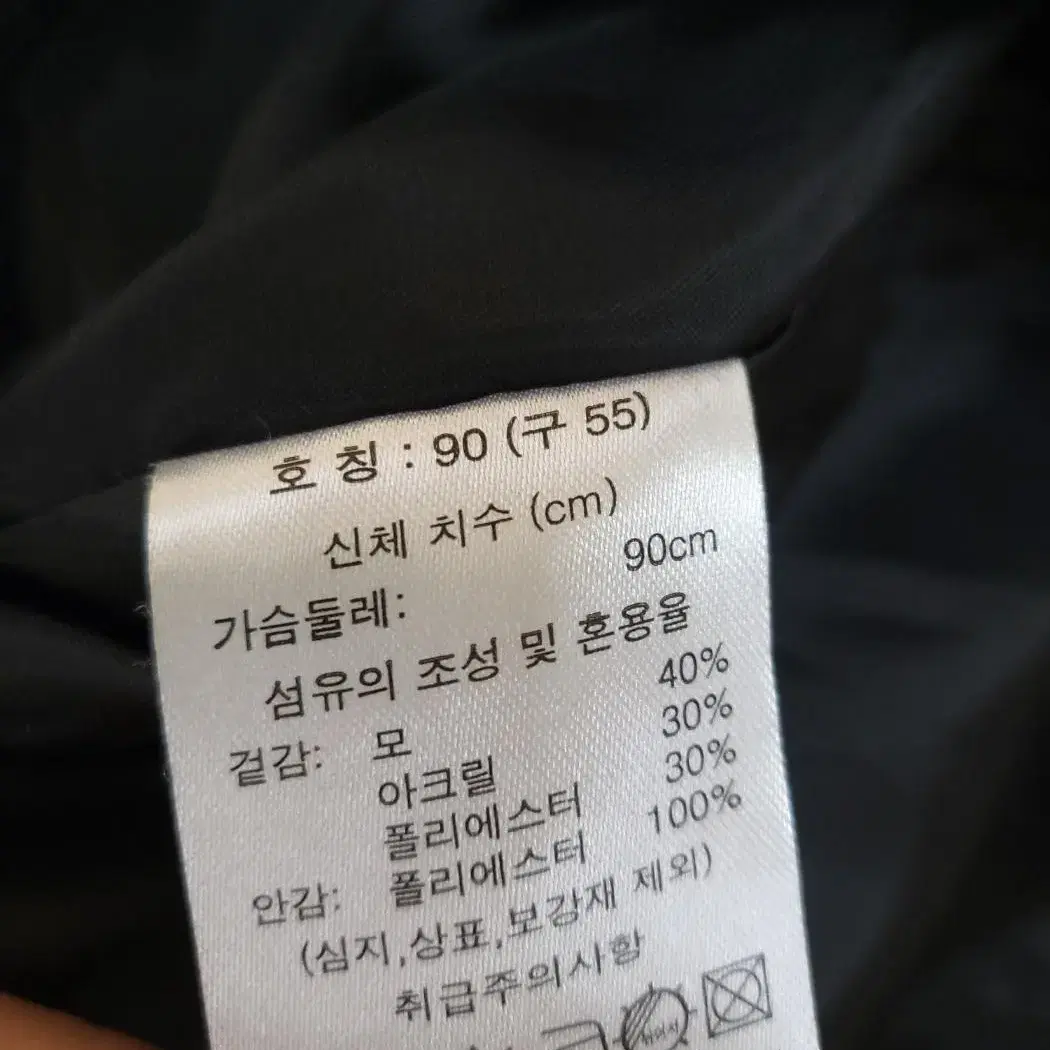 호 칭 : 90 (구 55)
신체 치수 (cm)
가슴둘레: 90cm
섬유의 조성 및 혼용율
겉감: 모 40%
아크릴 30%
폴리에스터 30%
안감: 폴리에스터 100%
(심지,상표,보강재 제외)
취급주의사항